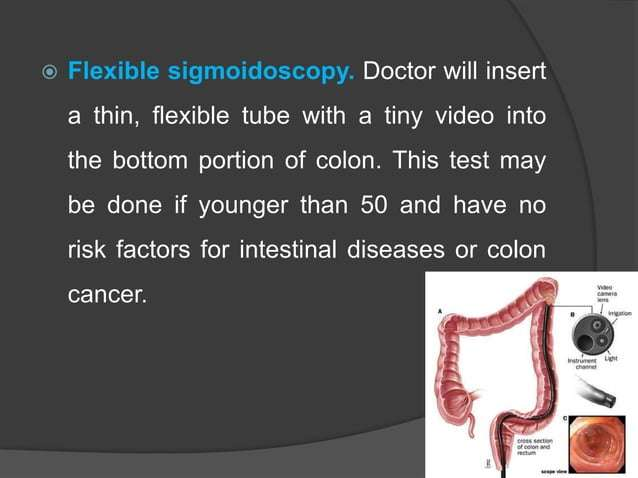 Flexible sigmoidoscopy. Doctor will insert
a thin, flexible tube with a tiny video into
the bottom portion of colon. This test may
be done if younger than 50 and have no
risk factors for intestinal diseases or colon
cancer.
A
B
Video
camera
lens
Irrigation
Instrument
channel
Light
C
cross section
of colon and
rectum
scope view